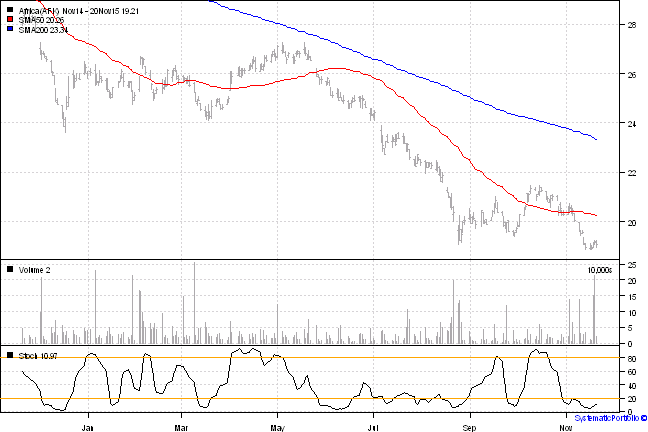 Africa(AFK) Nov14 - 20Nov15 19.21
SMA50 20.26
SMA200 23.34
28
26
24
22
20
Volume 2
10,000s
25
20
15
10
5
0
Stoch 10.97
80
60
40
20
0
Jan Mar May Jul Sep Nov
SystematicPortfolio ©